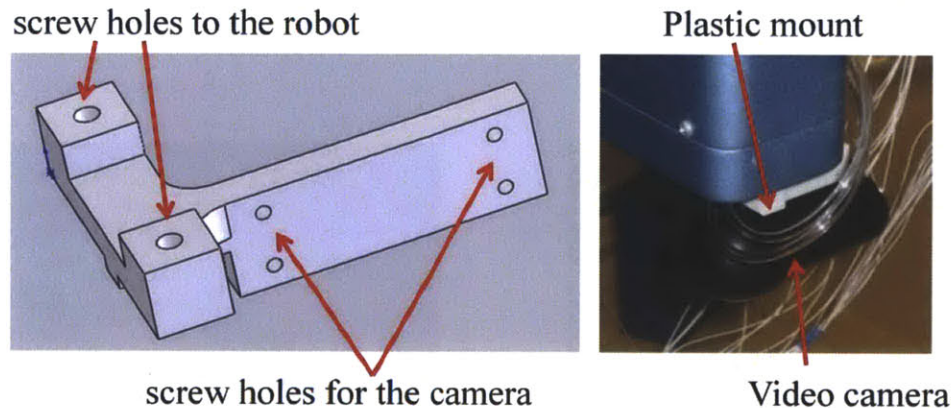 screw holes to the robot
Plastic mount
screw holes for the camera
Video camera